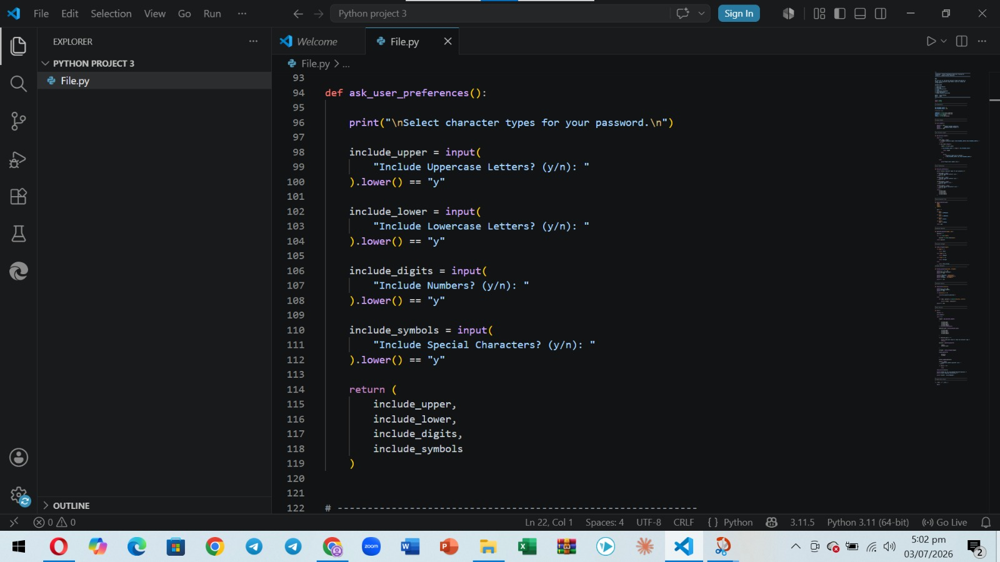 File Edit Selection View Go Run ···
Python project 3
Sign In
EXPLORER ···
PYTHON PROJECT 3
File.py
OUTLINE
Welcome
File.py
File.py > ...
93
94 def ask_user_preferences():
95
96 print("\nSelect character types for your password.\n")
97
98 include_upper = input(
99 "Include Uppercase Letters? (y/n): "
100 ).lower() == "y"
101
102 include_lower = input(
103 "Include Lowercase Letters? (y/n): "
104 ).lower() == "y"
105
106 include_digits = input(
107 "Include Numbers? (y/n): "
108 ).lower() == "y"
109
110 include_symbols = input(
111 "Include Special Characters? (y/n): "
112 ).lower() == "y"
113
114 return (
115 include_upper,
116 include_lower,
117 include_digits,
118 include_symbols
119 )
120
121
122 # ------------------------------------------------------------
0 0
Ln 22, Col 1 Spaces: 4 UTF-8 CRLF { } Python 3.11.5 Python 3.11 (64-bit) Go Live
zoom
W
P
X
5:02 pm
03/07/2026
2